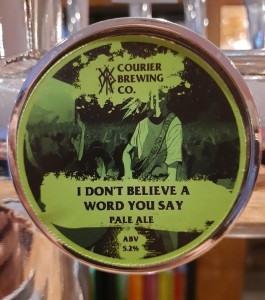 COURIER
BREWING
CO.
I DON'T BELIEVE A
WORD YOU SAY
PALE ALE
ABV
5.2%